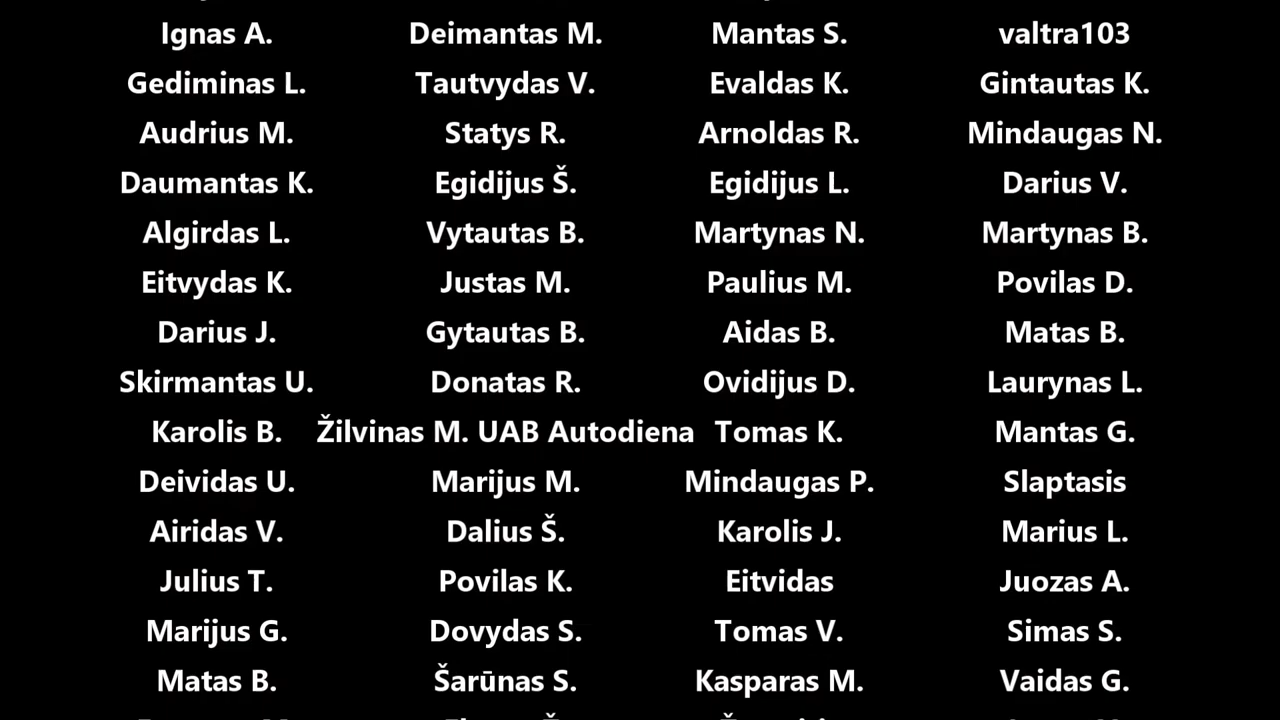 Ignas A. Deimantas M. Mantas S. valtra103
Gediminas L. Tautvydas V. Evaldas K. Gintautas K.
Audrius M. Statys R. Arnoldas R. Mindaugas N.
Daumantas K. Egidijus Š. Egidijus L. Darius V.
Algirdas L. Vytautas B. Martynas N. Martynas B.
Eitvydas K. Justas M. Paulius M. Povilas D.
Darius J. Gytautas B. Aidas B. Matas B.
Skirmantas U. Donatas R. Ovidijus D. Laurynas L.
Karolis B. Žilvinas M. UAB Autodiena Tomas K. Mantas G.
Deividas U. Marijus M. Mindaugas P. Slaptasis
Airidas V. Dalius Š. Karolis J. Marius L.
Julius T. Povilas K. Eitvidas Juozas A.
Marijus G. Dovydas S. Tomas V. Simas S.
Matas B. Šarūnas S. Kasparas M. Vaidas G.